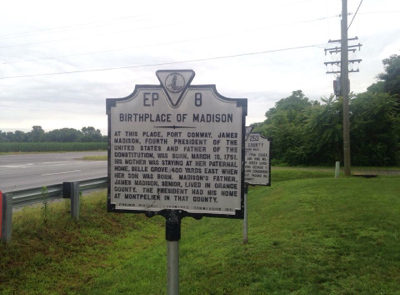 EP 8
BIRTHPLACE OF MADISON
AT THIS PLACE, PORT CONWAY, JAMES
MADISON, FOURTH PRESIDENT OF THE
UNITED STATES AND FATHER OF THE
CONSTITUTION, WAS BORN, MARCH 16, 1751.
HIS MOTHER WAS STAYING AT HER PATERNAL
HOME, BELLE GROVE, 400 YARDS EAST WHEN
HER SON WAS BORN. MADISON'S FATHER,
JAMES MADISON, SENIOR, LIVED IN ORANGE
COUNTY. THE PRESIDENT HAD HIS HOME
AT MONTPELIER IN THAT COUNTY.
COUNTY